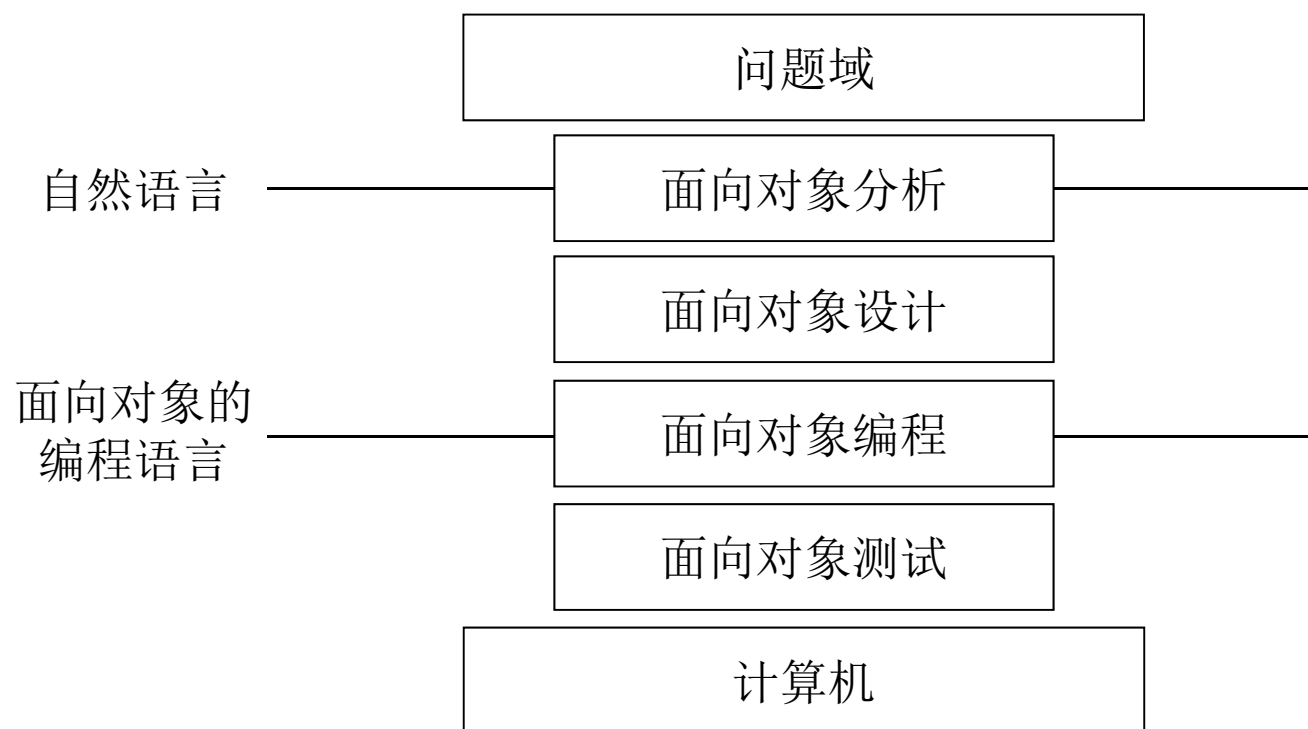 问题域
自然语言
面向对象分析
面向对象设计
面向对象的
编程语言
面向对象编程
面向对象测试
计算机